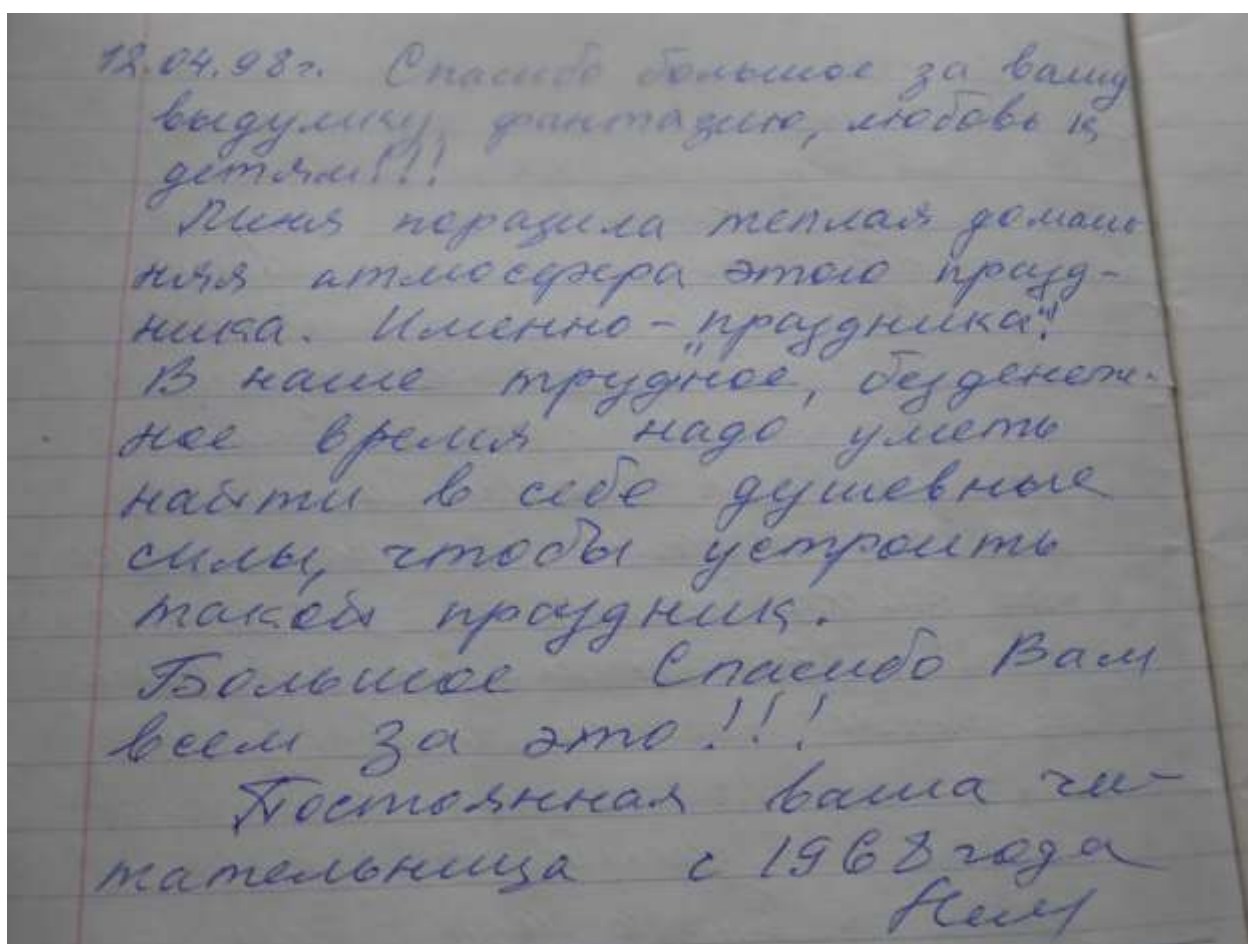 12.04.98г. Спасибо большое за вашу
выдумку, фантазию, любовь к
детям!!!
Меня поразила теплая домаш
няя атмосфера этого празд-
ника. Именно - „праздника"!
В наше трудное, безденеж-
ное время надо уметь
найти в себе душевные
силы, чтобы устроить
такой праздник.
Большое Спасибо Вам
всем за это!!!
Постоянная ваша чи-
тательница с 1968 года